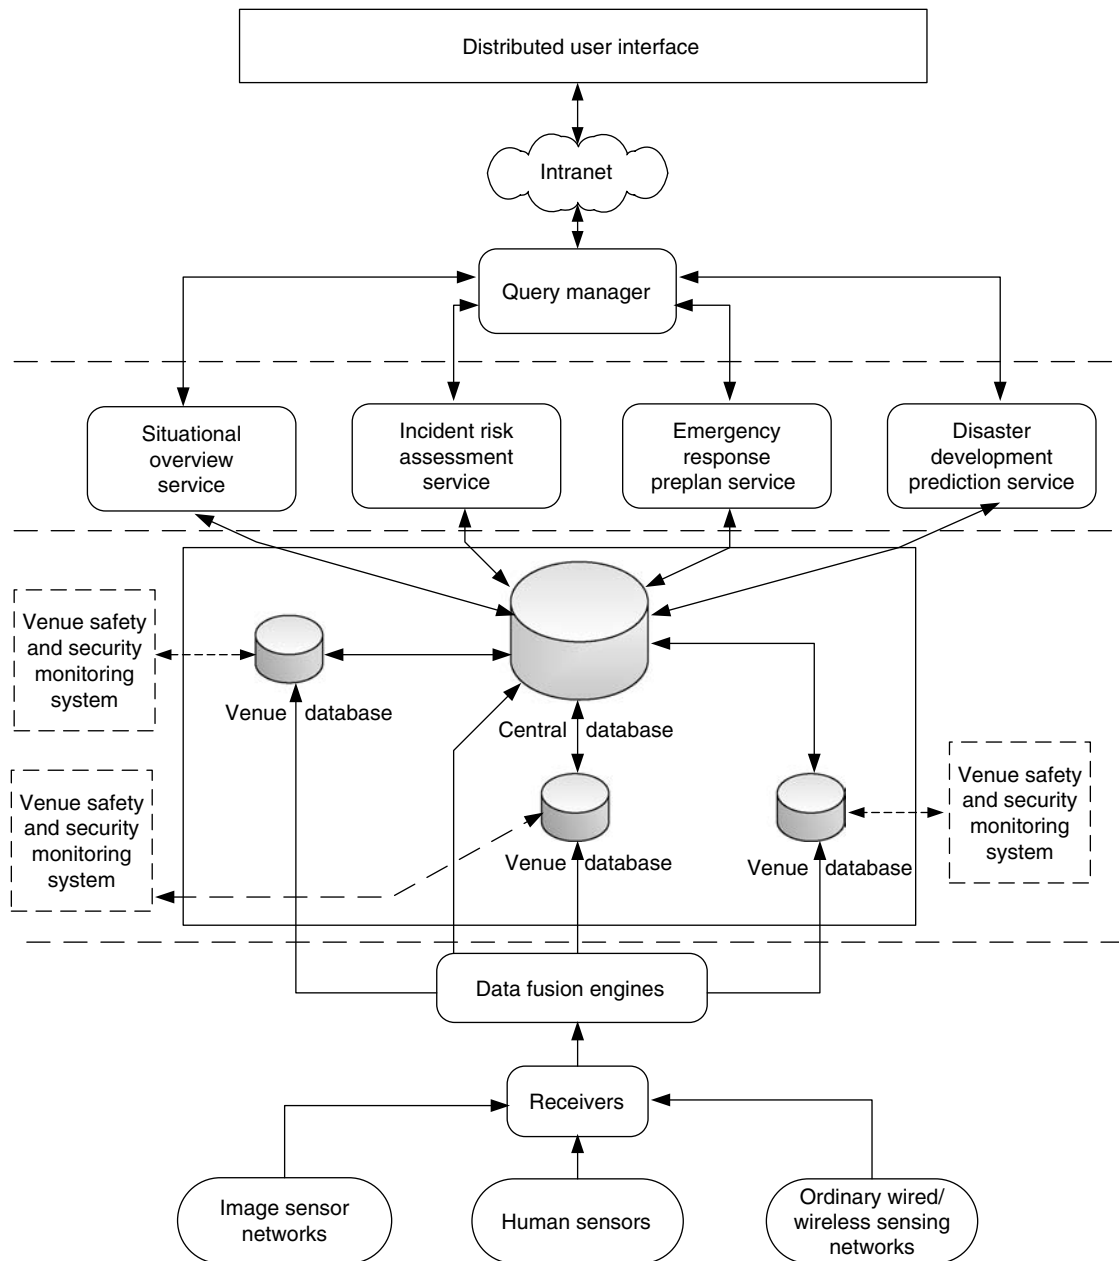 Distributed user interface
Intranet
Query manager
Situational
overview
service
Incident risk
assessment
service
Emergency
response
preplan service
Disaster
development
prediction service
Venue safety
and security
monitoring
system
Venue database
Central database
Venue safety
and security
monitoring
system
Venue database
Venue database
Venue safety
and security
monitoring
system
Data fusion engines
Receivers
Image sensor
networks
Human sensors
Ordinary wired/
wireless sensing
networks